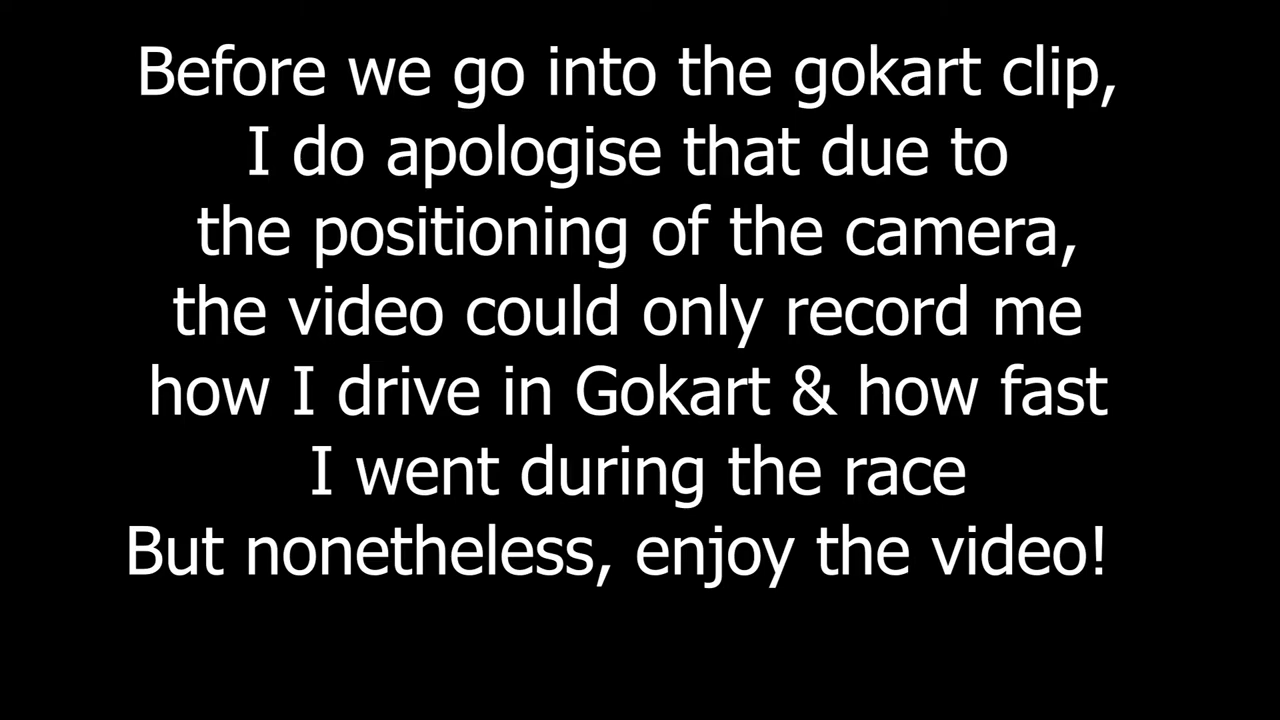 Before we go into the gokart clip,
I do apologise that due to
the positioning of the camera,
the video could only record me
how I drive in Gokart & how fast
I went during the race
But nonetheless, enjoy the video!